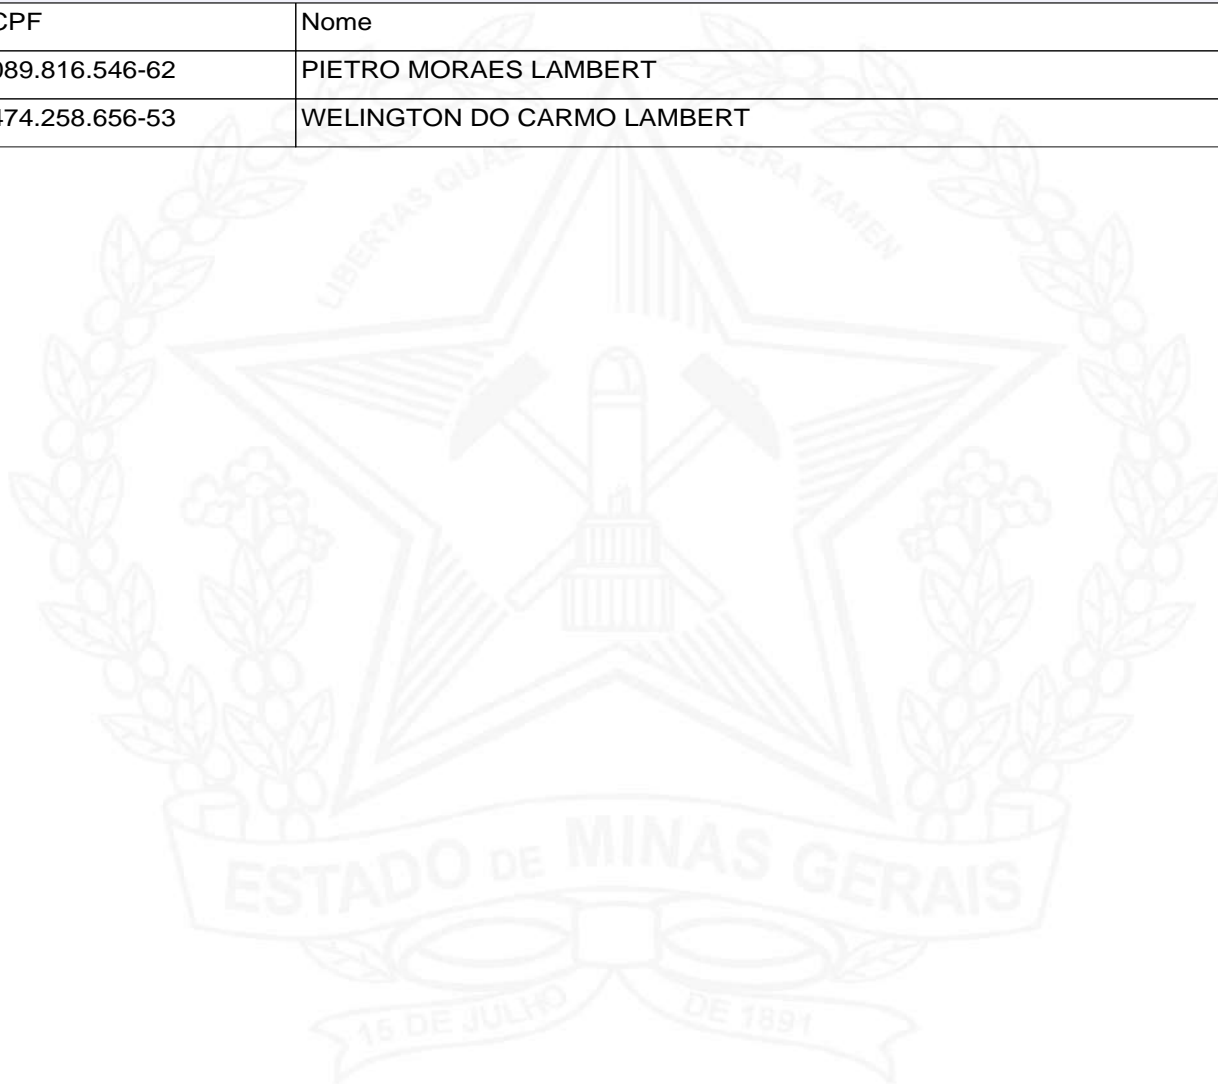 CPF Nome
089.816.546-62 PIETRO MORAES LAMBERT
474.258.656-53 WELINGTON DO CARMO LAMBERT
LIBERTAS QUAE SERA TAMEN
ESTADO DE MINAS GERAIS
15 DE JULHO DE 1891